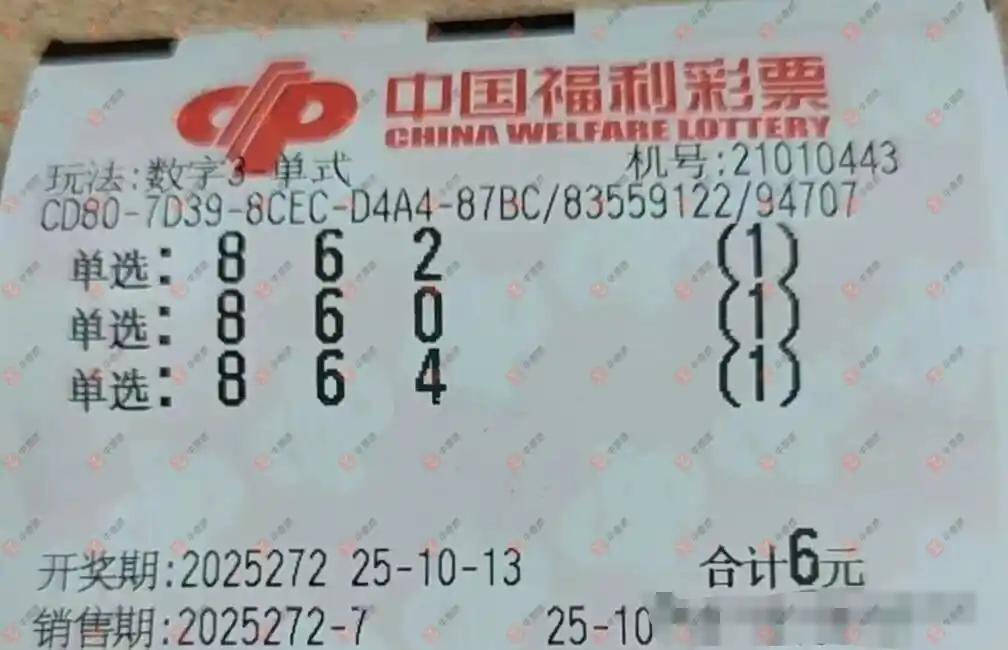 中国福利彩票
CHINA WELFARE LOTTERY
玩法:数字3-单式 机号:21010443
CD80-7D39-8CEC-D4A4-87BC/83559122/94707
单选: 8 6 2 (1)
单选: 8 6 0 (1)
单选: 8 6 4 (1)
开奖期:2025272 25-10-13 合计6元
销售期:2025272-7 25-10